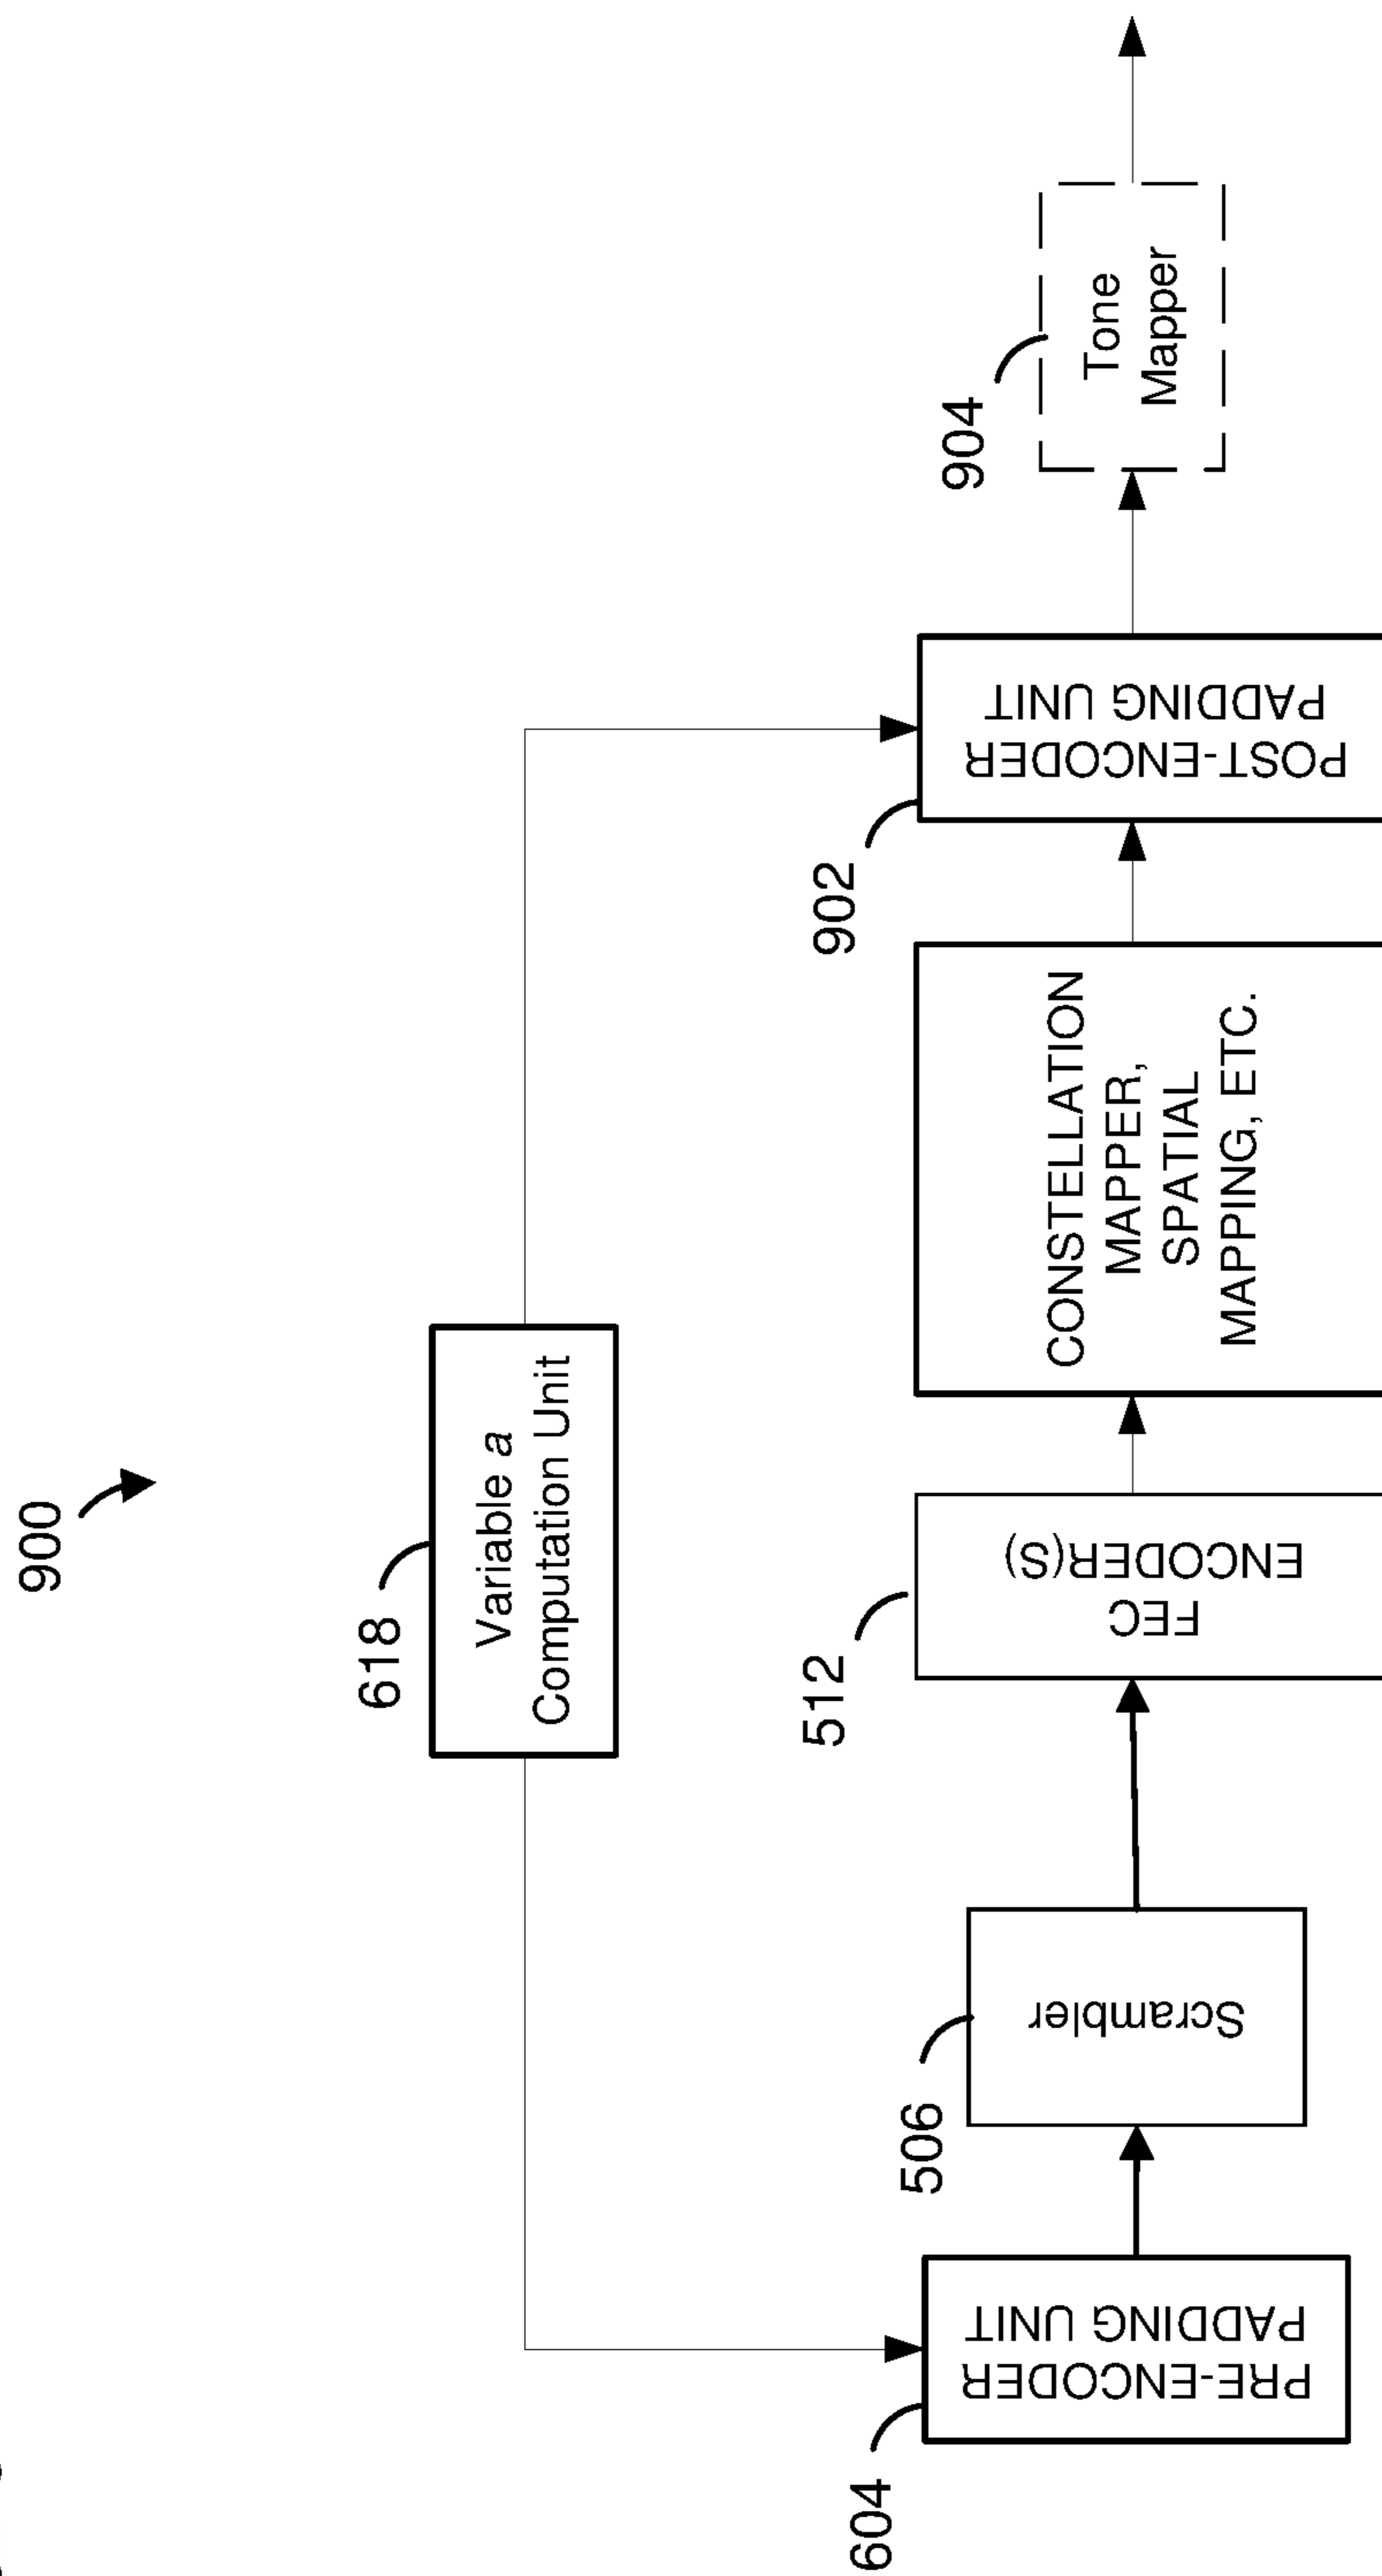 900
618
Variable a
Computation Unit
604
PRE-ENCODER
PADDING UNIT
506
Scrambler
512
FEC
ENCODER(S)
CONSTELLATION
MAPPER,
SPATIAL
MAPPING, ETC.
902
POST-ENCODER
PADDING UNIT
904
Tone
Mapper